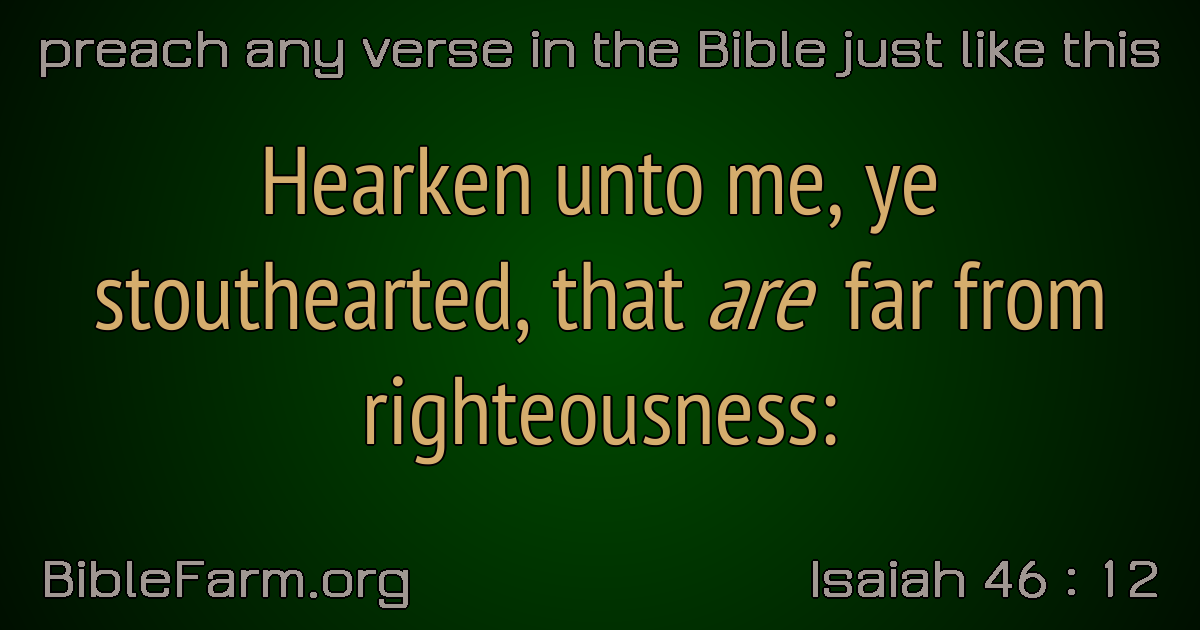 preach any verse in the Bible just like this
Hearken unto me, ye
stouthearted, that are far from
righteousness:
BibleFarm.org
Isaiah 46 : 12